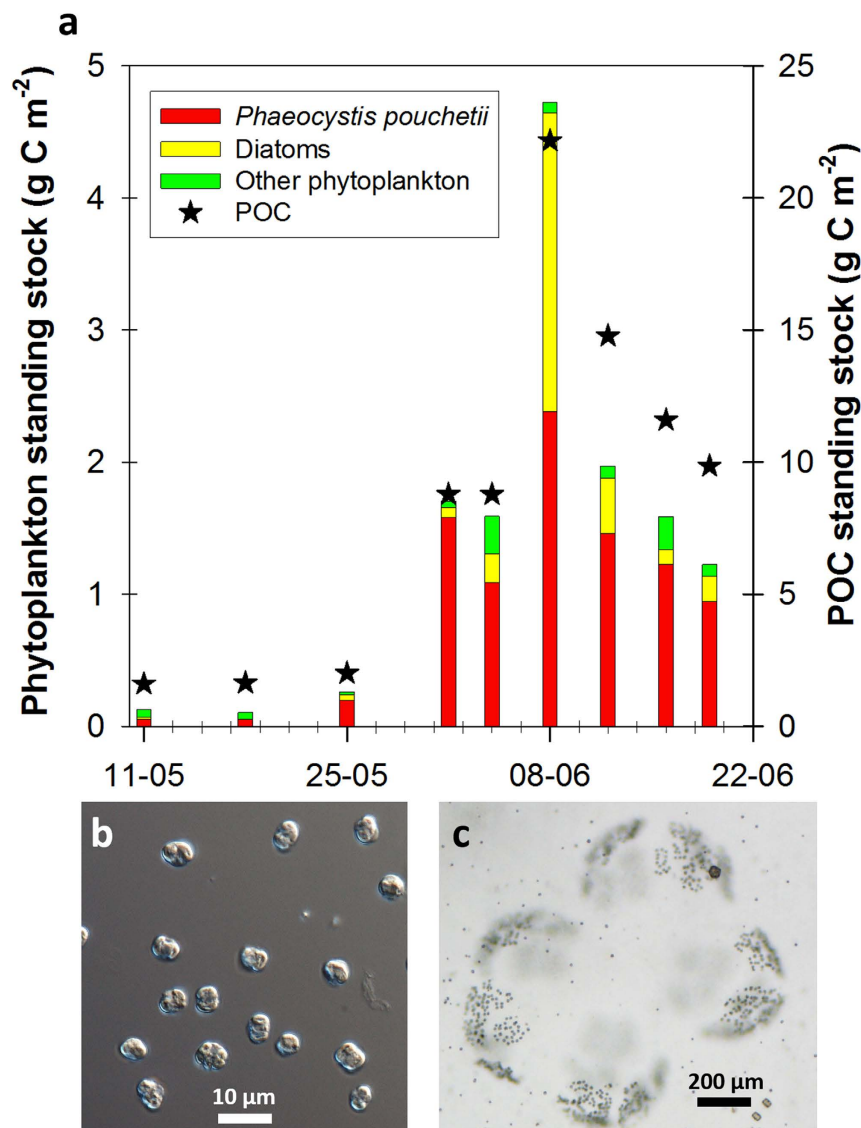 a
Phytoplankton standing stock (g C m-2)
5
4
3
2
1
0
Phaeocystis pouchetii
Diatoms
Other phytoplankton
POC
25
20
15
10
5
0
POC standing stock (g C m-2)
11-05 25-05 08-06 22-06
b
10 µm
c
200 µm